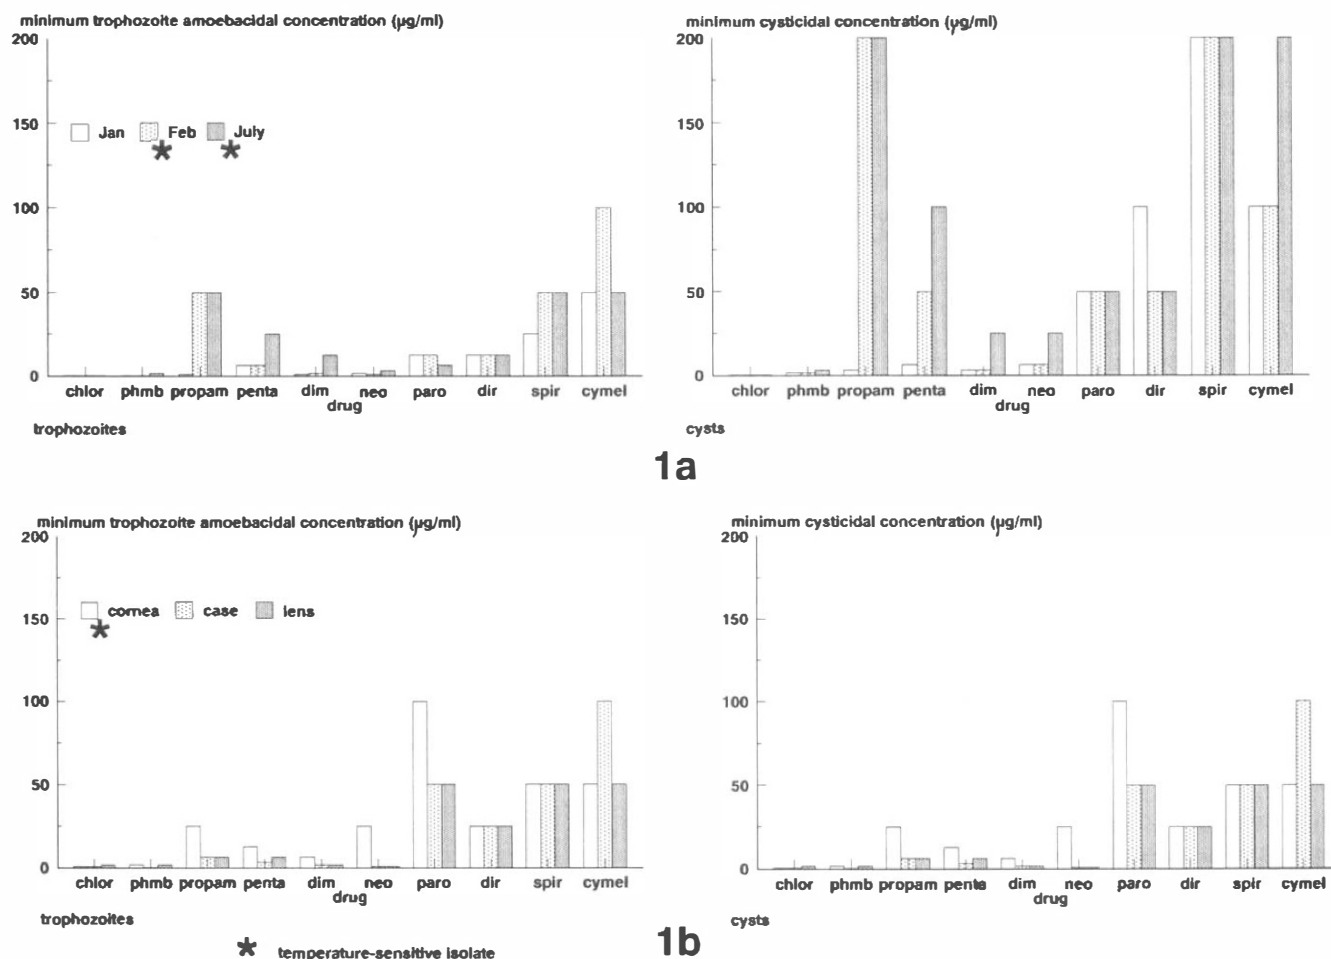 minimum trophozoite amoebacidal concentration (µg/ml)
200
150
100
50
0
Jan Feb July
* *
chlor phmb propam penta dim neo paro dir spir cymel
drug
trophozoites
minimum cysticidal concentration (µg/ml)
200
150
100
50
0
chlor phmb propam penta dim neo paro dir spir cymel
drug
cysts
1a
minimum trophozoite amoebacidal concentration (µg/ml)
200
150
100
50
0
cornea case lens
*
chlor phmb propam penta dim neo paro dir spir cymel
drug
trophozoites
minimum cysticidal concentration (µg/ml)
200
150
100
50
0
chlor phmb propam penta dim neo paro dir spir cymel
drug
cysts
1b
* temperature-sensitive isolate